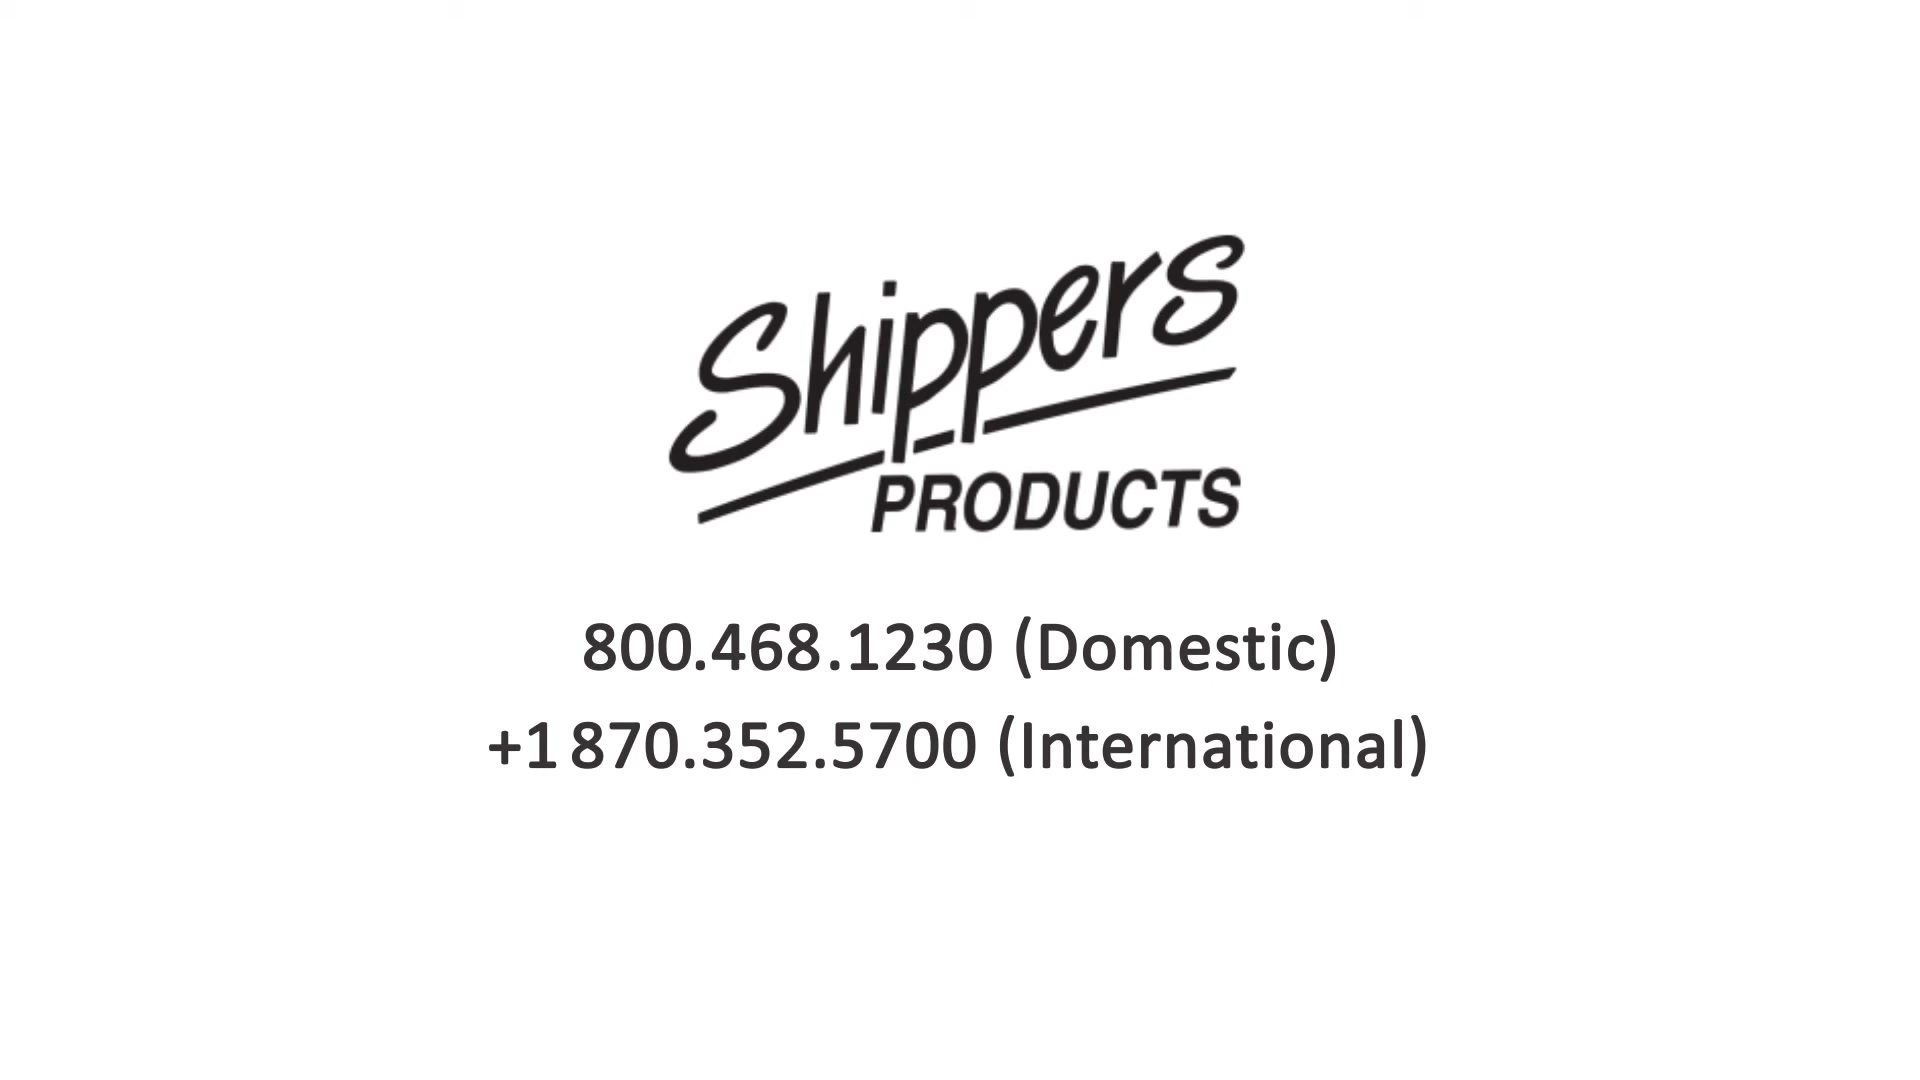 Shippers
PRODUCTS
800.468.1230 (Domestic)
+1 870.352.5700 (International)